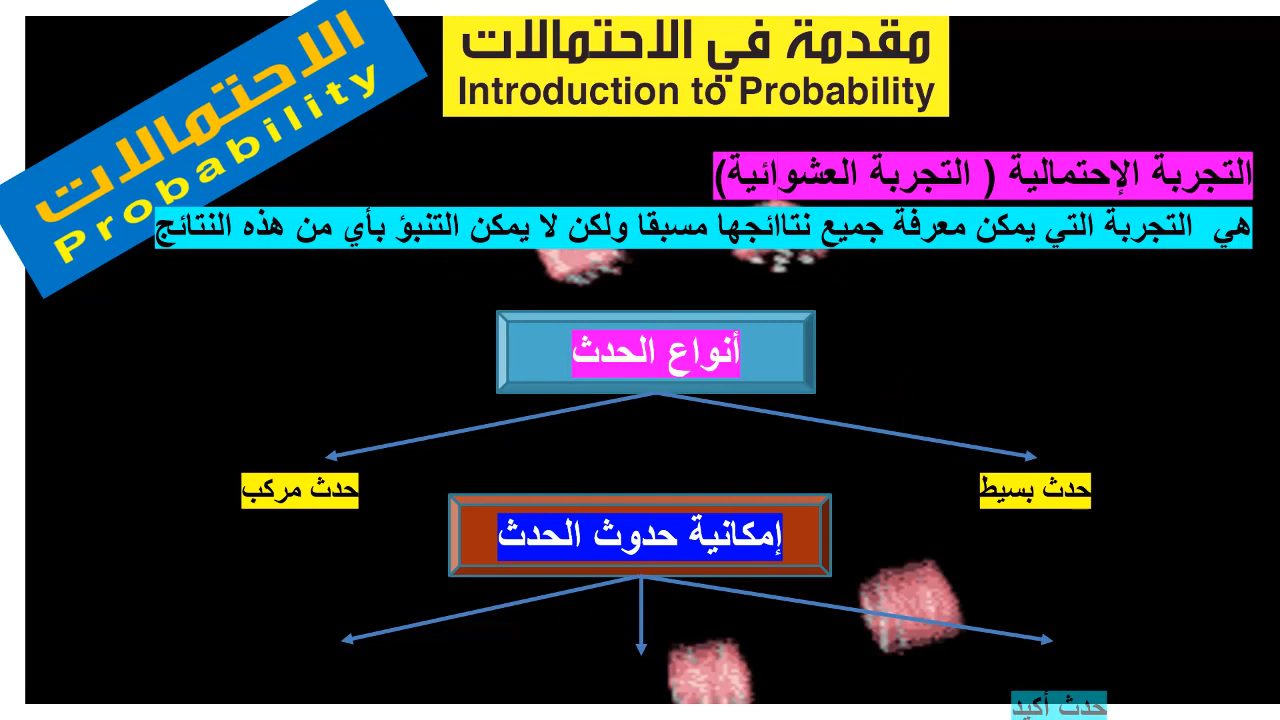 الاحتمالات
Probability
مقدمة في الاحتمالات
Introduction to Probability
التجربة الإحتمالية ( التجربة العشوائية)
هي التجربة التي يمكن معرفة جميع نتاائجها مسبقا ولكن لا يمكن التنبؤ بأي من هذه النتائج
أنواع الحدث
حدث بسيط
حدث مركب
إمكانية حدوث الحدث
حدث أكيد